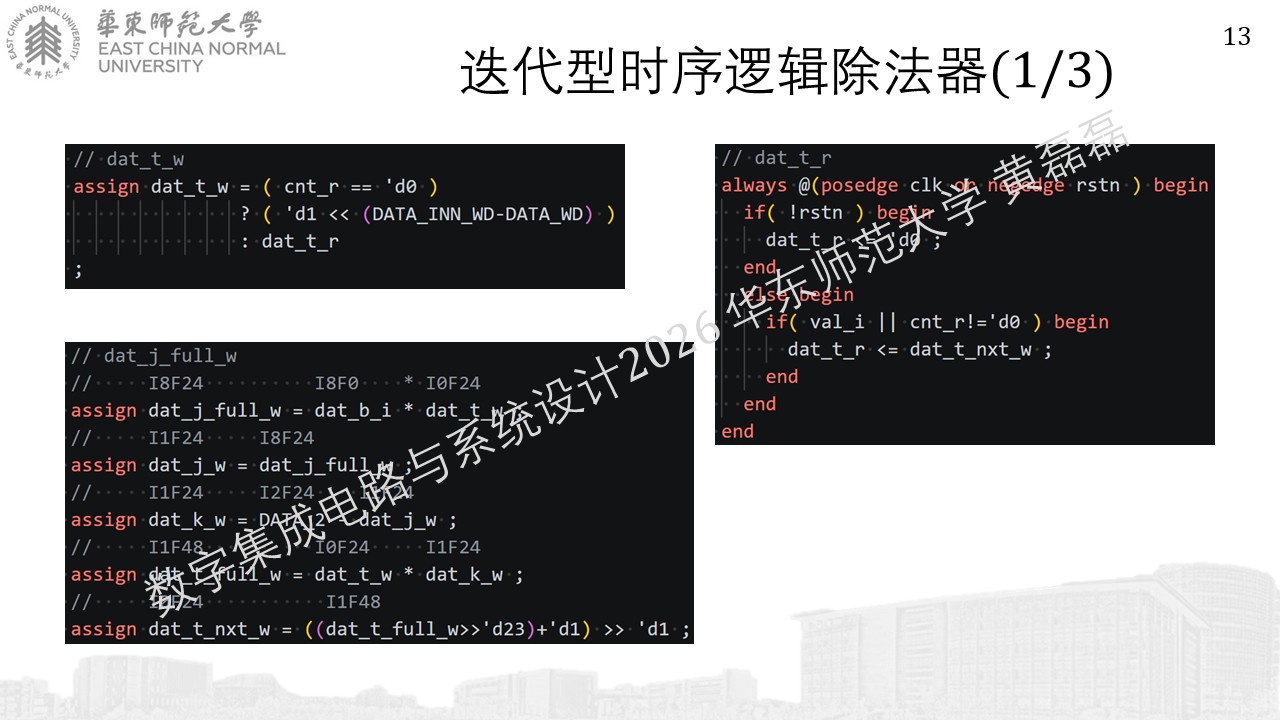 華東師範大學
EAST CHINA NORMAL
UNIVERSITY
13
迭代型时序逻辑除法器(1/3)
// dat_t_w
assign dat_t_w = ( cnt_r == 'd0 )
? ( 'd1 << (DATA_INN_WD-DATA_WD) )
: dat_t_r
;
// dat_j_full_w
// I8F24 I8F0 * I0F24
assign dat_j_full_w = dat_b_i * dat_t_w ;
// I1F24 I8F24
assign dat_j_w = dat_j_full_w ;
// I1F24 I2F24 I1F24
assign dat_k_w = DATA_2 - dat_j_w ;
// I1F48 I0F24 I1F24
assign dat_t_full_w = dat_t_w * dat_k_w ;
// I1F24 I1F48
assign dat_t_nxt_w = ((dat_t_full_w>>'d23)+'d1) >> 'd1 ;
// dat_t_r
always @(posedge clk or negedge rstn ) begin
if( !rstn ) begin
dat_t_r <= 'd0 ;
end
else begin
if( val_i || cnt_r!='d0 ) begin
dat_t_r <= dat_t_nxt_w ;
end
end
end
数字集成电路与系统设计2026 华东师范大学 黄磊磊